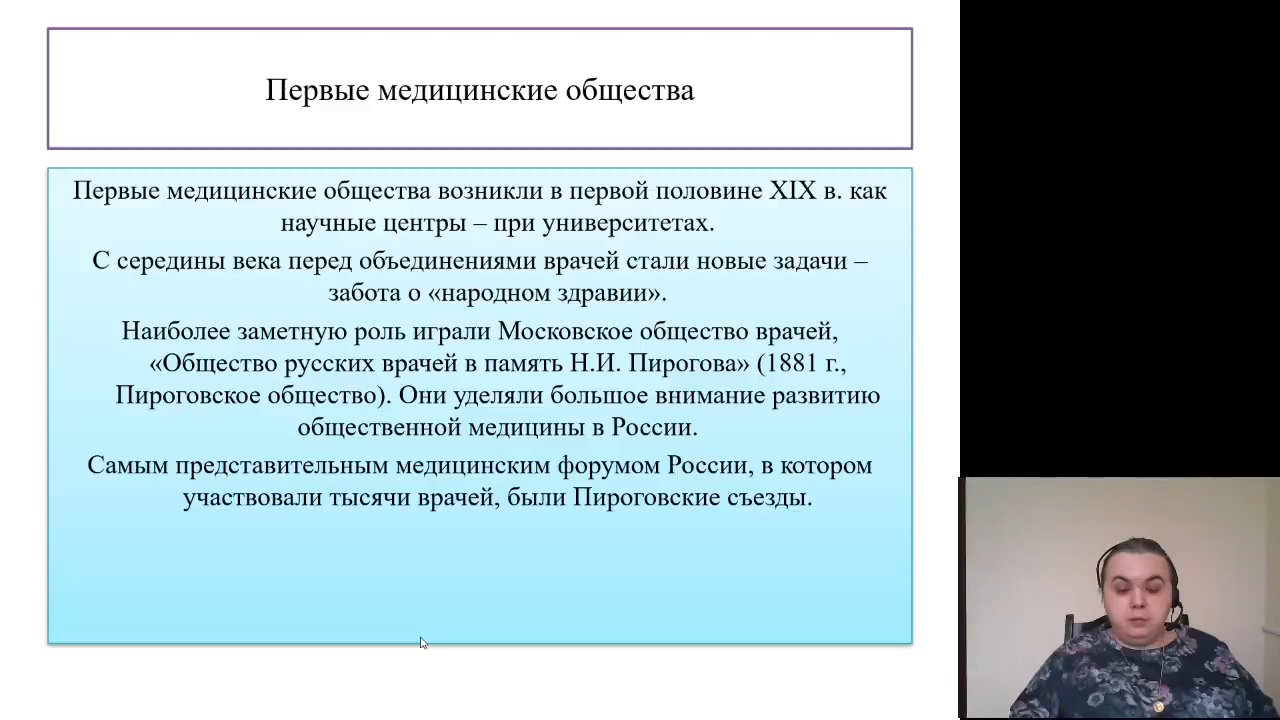 Первые медицинские общества
Первые медицинские общества возникли в первой половине XIX в. как
научные центры – при университетах.
С середины века перед объединениями врачей стали новые задачи –
забота о «народном здравии».
Наиболее заметную роль играли Московское общество врачей,
«Общество русских врачей в память Н.И. Пирогова» (1881 г.,
Пироговское общество). Они уделяли большое внимание развитию
общественной медицины в России.
Самым представительным медицинским форумом России, в котором
участвовали тысячи врачей, были Пироговские съезды.